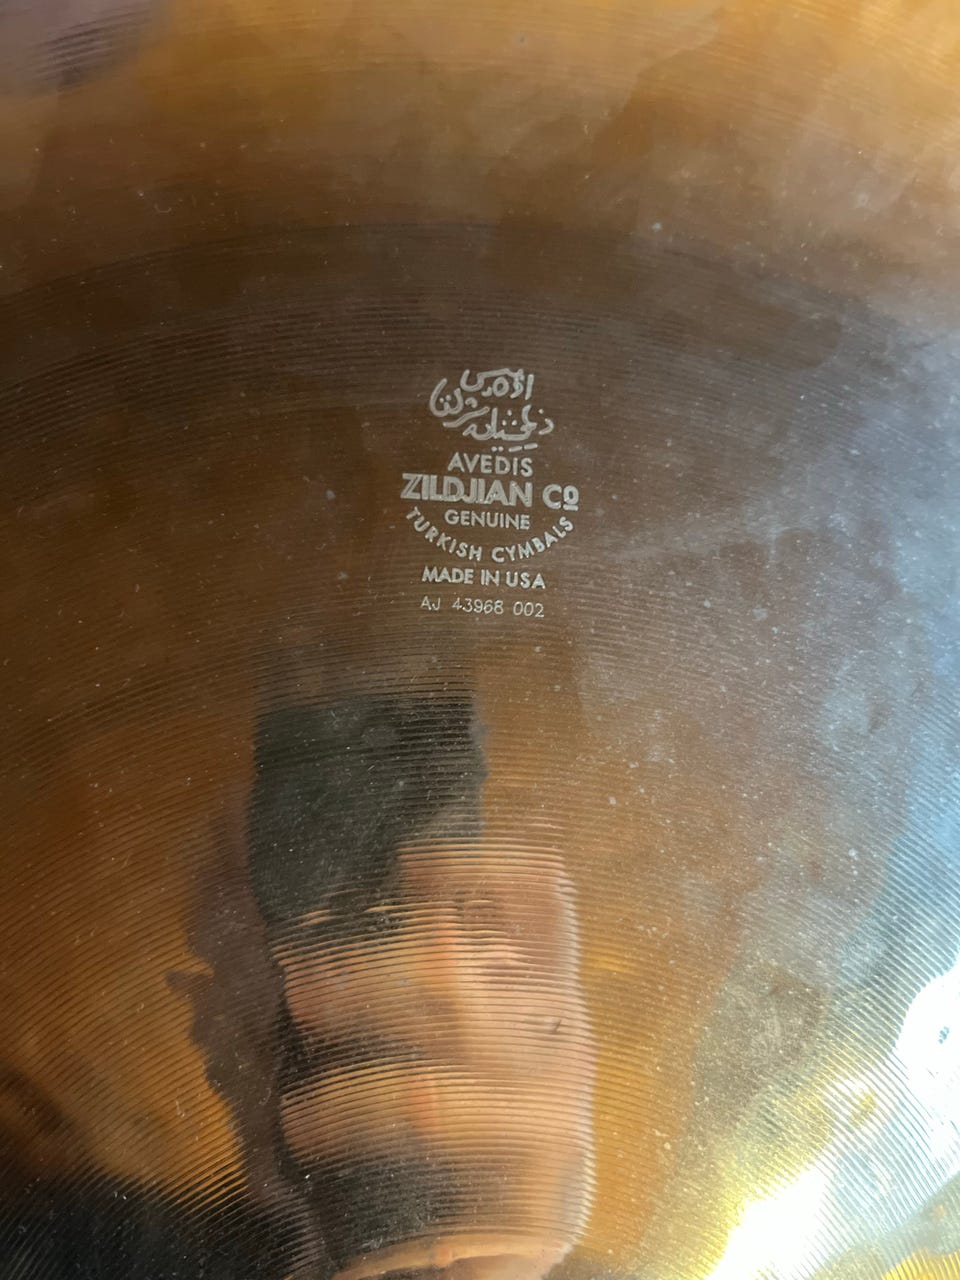 AVEDIS
ZILDJIAN Cº
GENUINE
TURKISH CYMBALS
MADE IN USA
AJ 43968 002